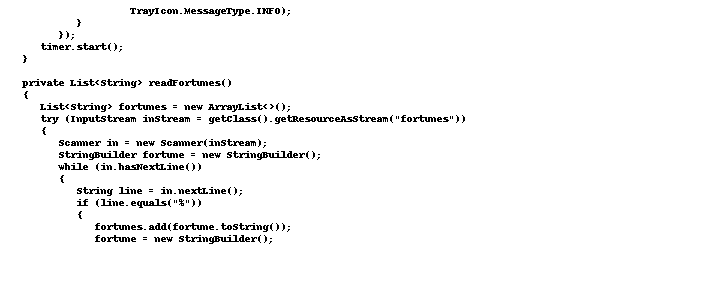 TrayIcon.MessageType.INFO);
         }
      });
   timer.start();
}

private List<String> readFortunes()
{
   List<String> fortunes = new ArrayList<>();
   try (InputStream inStream = getClass().getResourceAsStream("fortunes"))
   {
      Scanner in = new Scanner(inStream);
      StringBuilder fortune = new StringBuilder();
      while (in.hasNextLine())
      {
         String line = in.nextLine();
         if (line.equals("%"))
         {
            fortunes.add(fortune.toString());
            fortune = new StringBuilder();